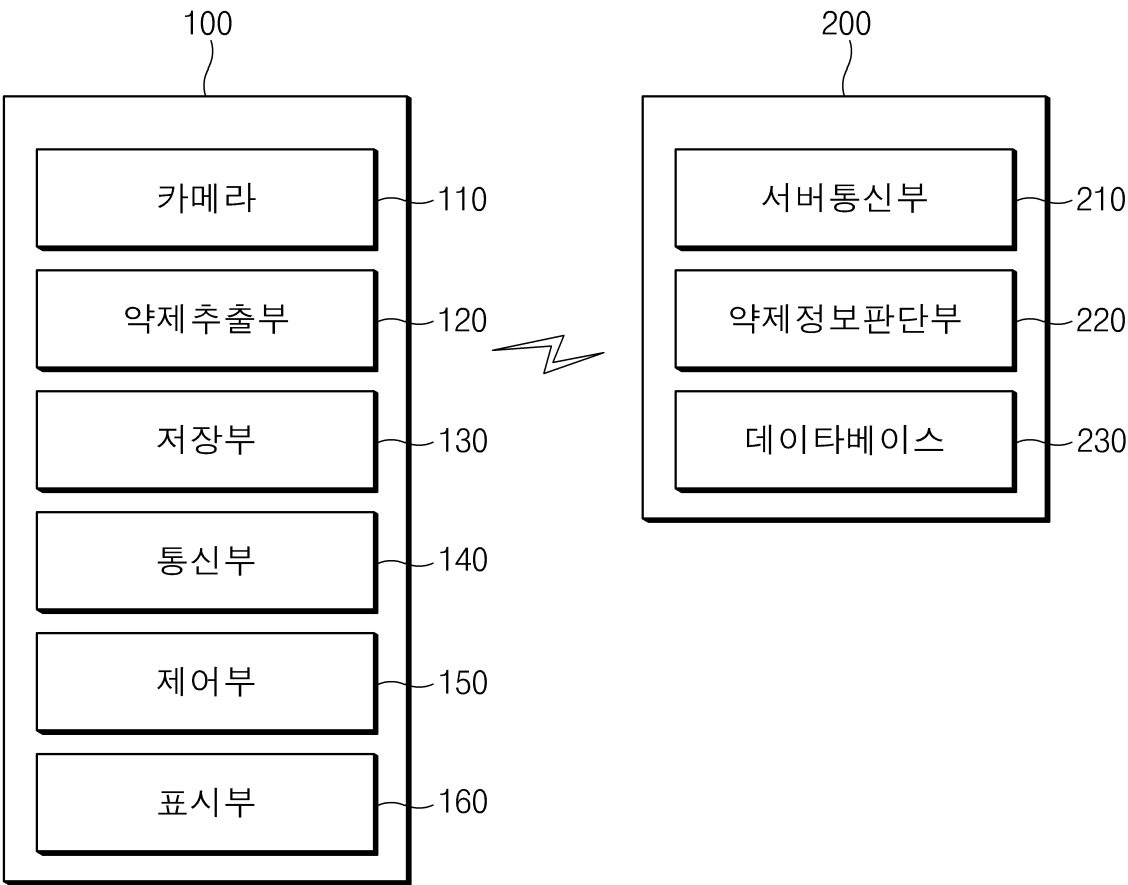 100
200
카메라
110
약제추출부
120
저장부
130
통신부
140
제어부
150
표시부
160
서버통신부
210
약제정보판단부
220
데이타베이스
230